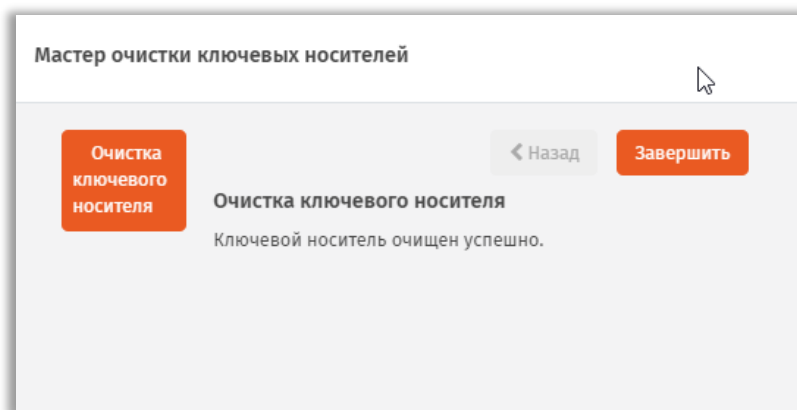 Мастер очистки ключевых носителей
Очистка
ключевого
носителя
Назад
Завершить
Очистка ключевого носителя
Ключевой носитель очищен успешно.